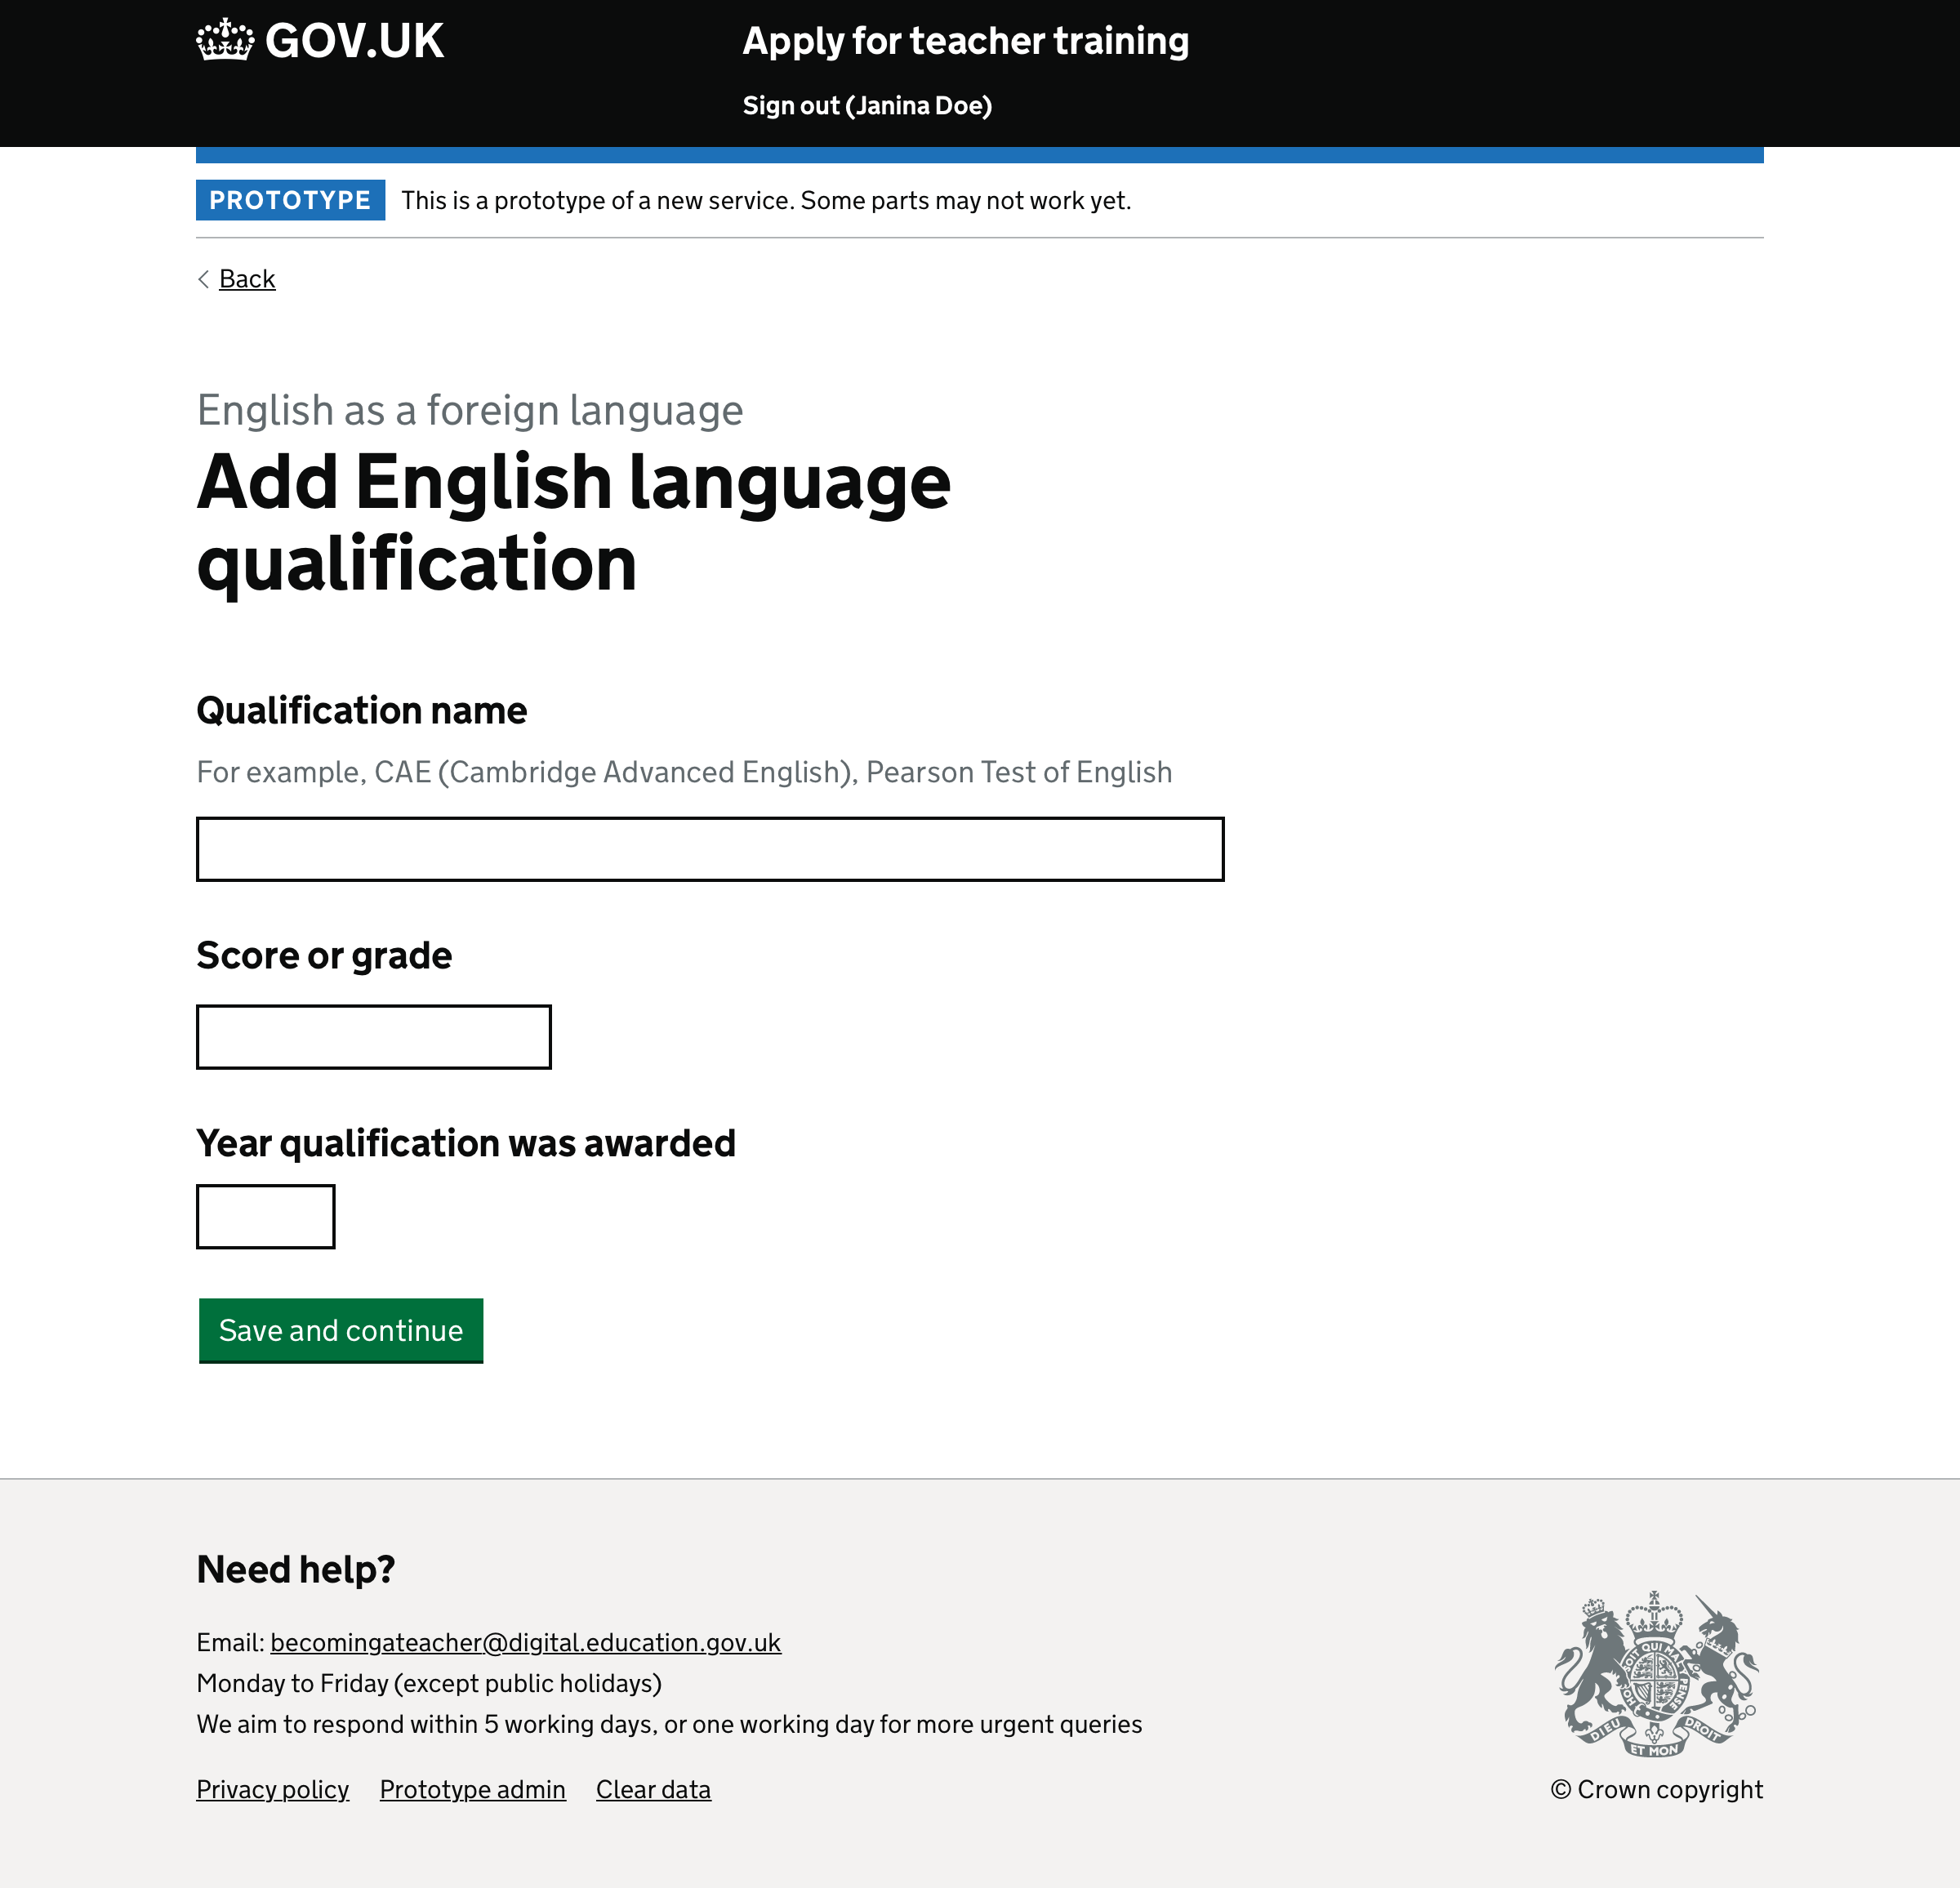 GOV.UK
Apply for teacher training
Sign out (Janina Doe)
PROTOTYPE
This is a prototype of a new service. Some parts may not work yet.
Back
English as a foreign language
Add English language
qualification
Qualification name
For example, CAE (Cambridge Advanced English), Pearson Test of English
Score or grade
Year qualification was awarded
Save and continue
Need help?
Email: becomingateacher@digital.education.gov.uk
Monday to Friday (except public holidays)
We aim to respond within 5 working days, or one working day for more urgent queries
Privacy policy
Prototype admin
Clear data
DIEU ET MON DROIT
© Crown copyright